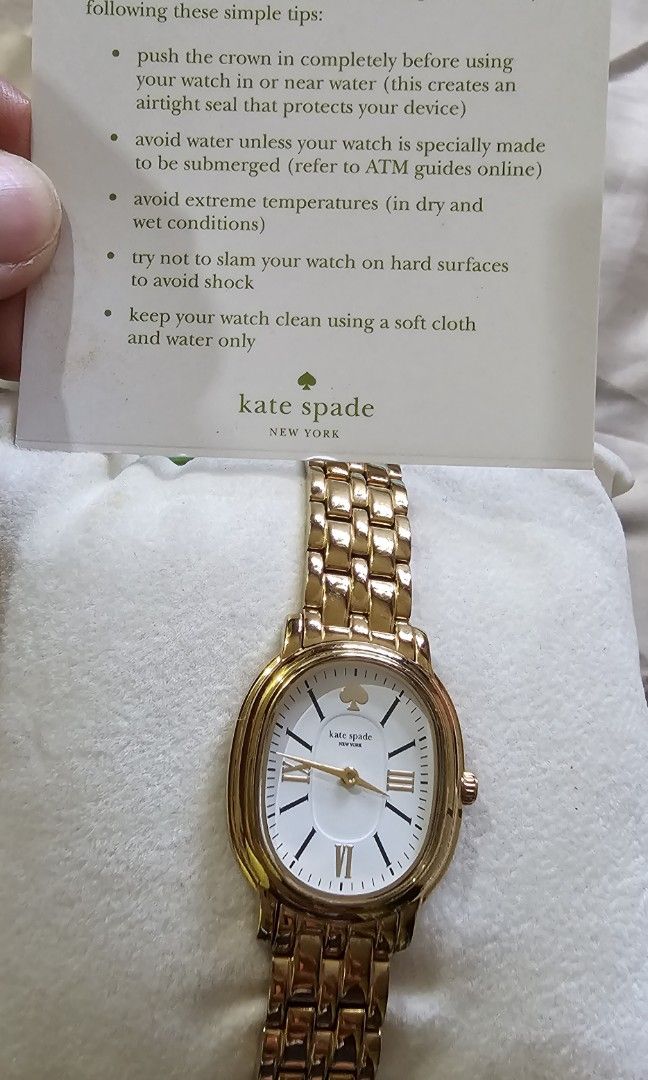 following these simple tips:
• push the crown in completely before using
your watch in or near water (this creates an
airtight seal that protects your device)
• avoid water unless your watch is specially made
to be submerged (refer to ATM guides online)
• avoid extreme temperatures (in dry and
wet conditions)
• try not to slam your watch on hard surfaces
to avoid shock
• keep your watch clean using a soft cloth
and water only
kate spade
NEW YORK
kate spade
NEW YORK
IX
III
VI